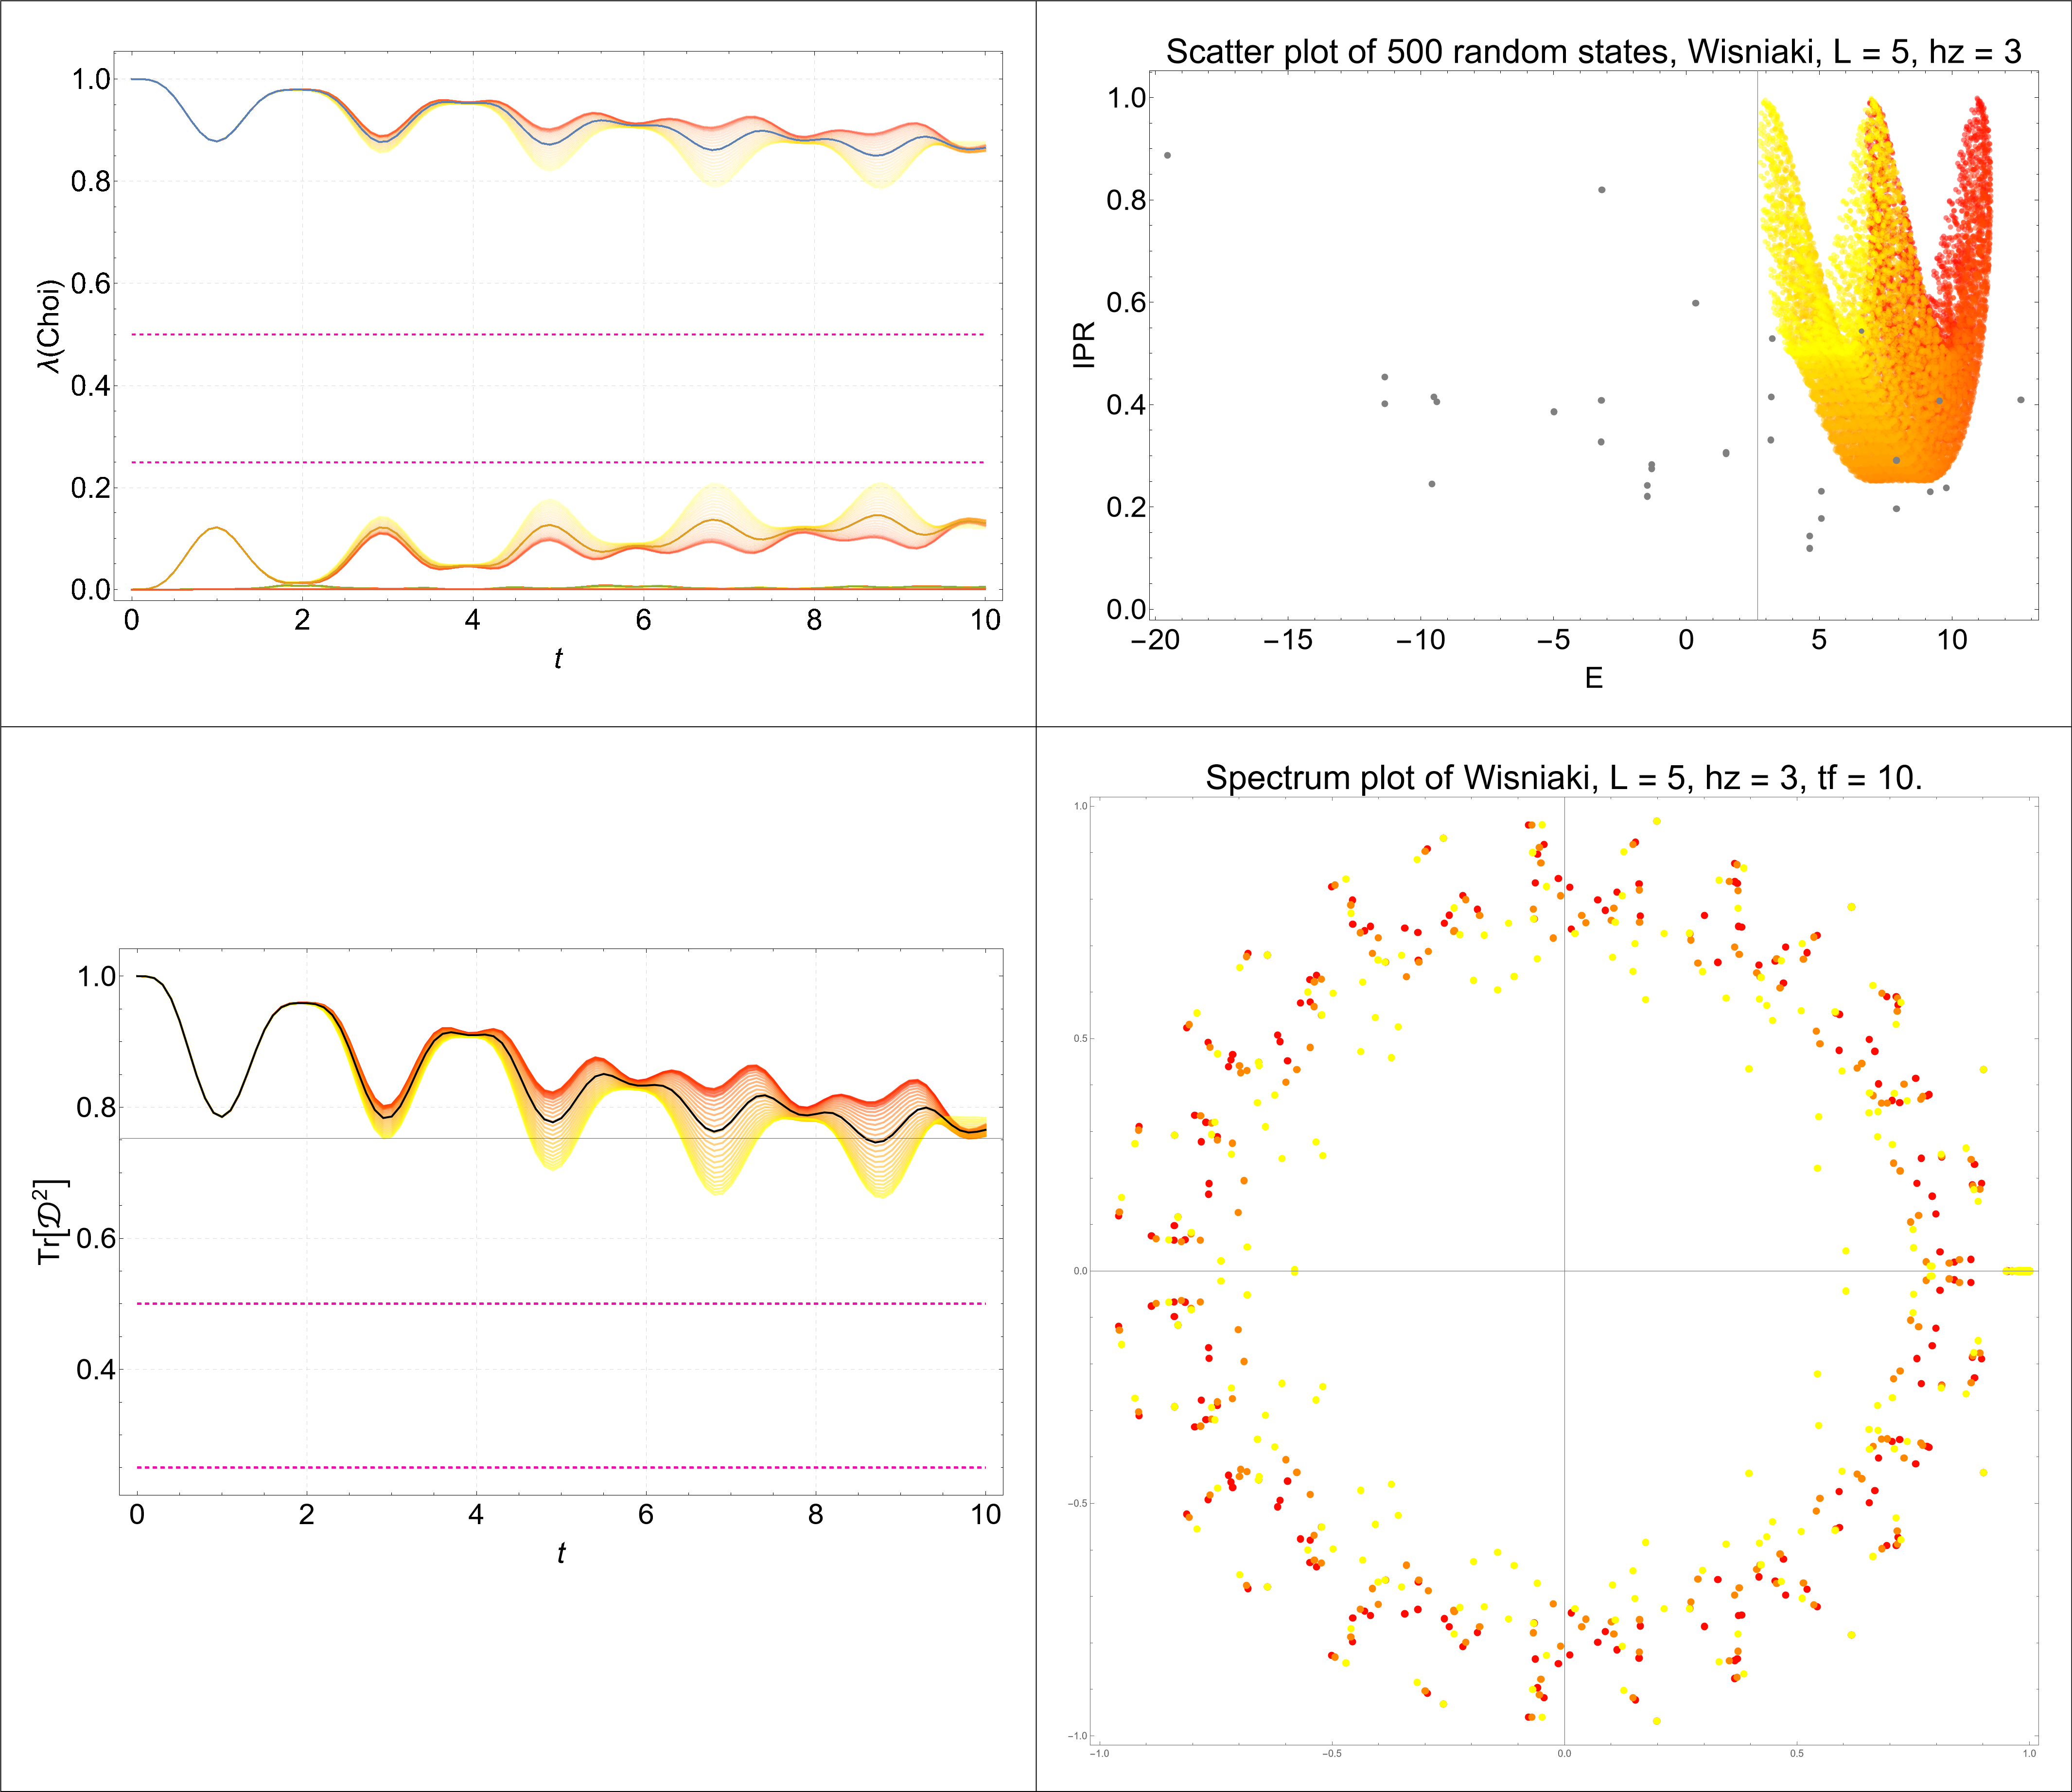 1.0
0.8
0.6
0.4
0.2
0.0
λ(Choi)
0 2 4 6 8 10
t
Scatter plot of 500 random states, Wisniaki, L = 5, hz = 3
1.0
0.8
0.6
0.4
0.2
0.0
IPR
−20 −15 −10 −5 0 5 10
E
1.0
0.8
0.6
0.4
Tr[𝒟²]
0 2 4 6 8 10
t
Spectrum plot of Wisniaki, L = 5, hz = 3, tf = 10.
1.0
0.5
0.0
−0.5
−1.0
−1.0 −0.5 0.0 0.5 1.0